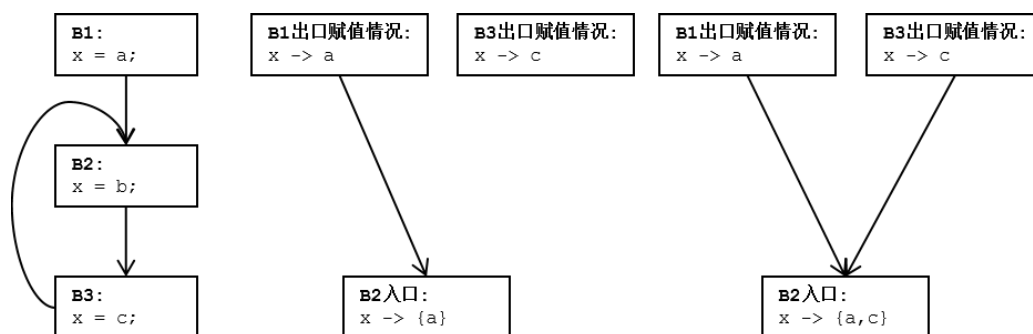 B1:
x = a;
B2:
x = b;
B3:
x = c;
B1出口赋值情况:
x -> a
B3出口赋值情况:
x -> c
B2入口:
x -> {a}
B1出口赋值情况:
x -> a
B3出口赋值情况:
x -> c
B2入口:
x -> {a,c}